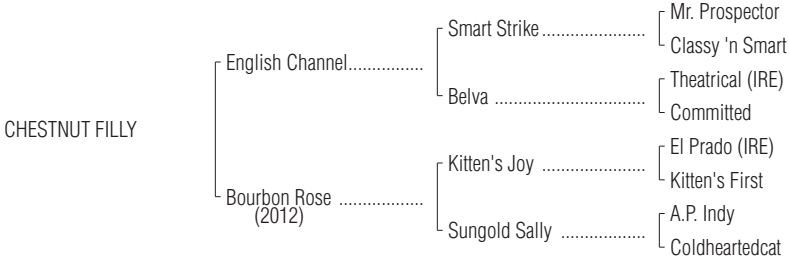 Mr. Prospector
Smart Strike......................
Classy 'n Smart
English Channel................
Theatrical (IRE)
Belva ................................
Committed
CHESTNUT FILLY
El Prado (IRE)
Kitten's Joy ......................
Kitten's First
Bourbon Rose ..................
(2012)
A.P. Indy
Sungold Sally ..................
Coldheartedcat